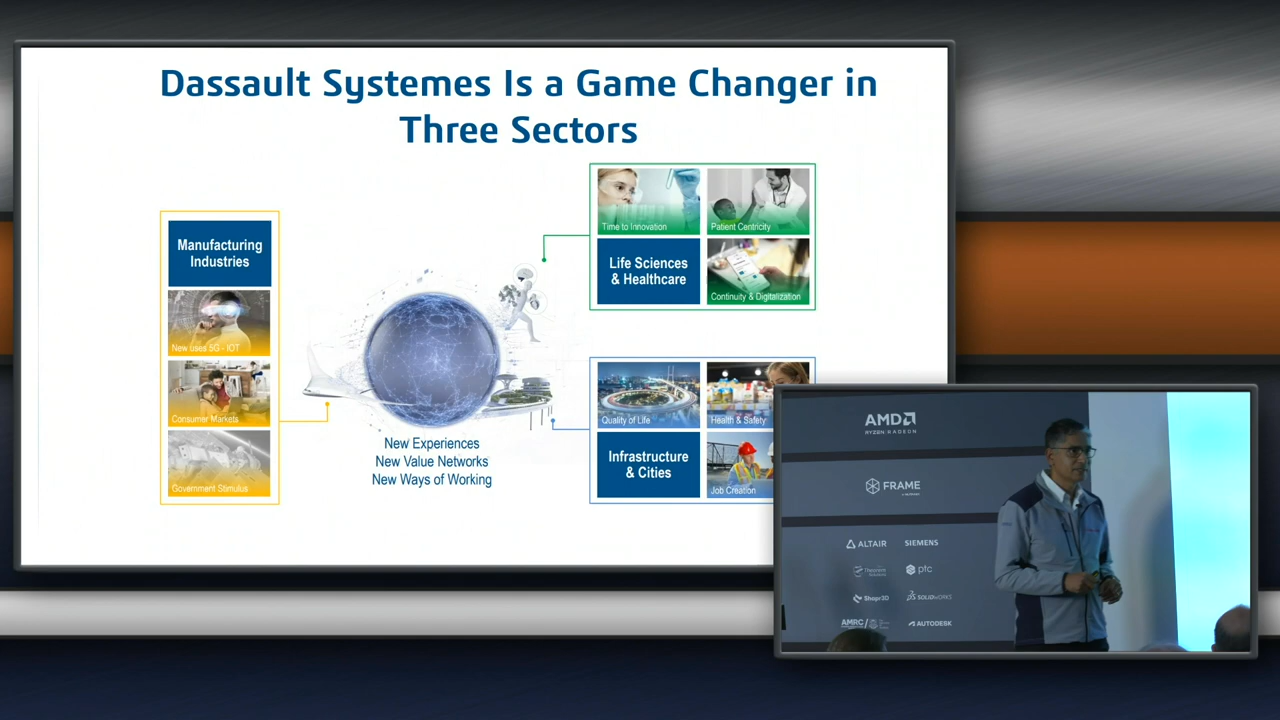 Dassault Systemes Is a Game Changer in
Three Sectors
Manufacturing
Industries
New uses 5G - IOT
Consumer Markets
Government Stimulus
New Experiences
New Value Networks
New Ways of Working
Time to Innovation
Patient Centricity
Life Sciences
& Healthcare
Continuity & Digitalization
Quality of Life
Health & Safety
Infrastructure
& Cities
Job Creation
AMD
RYZEN RADEON
FRAME
ALTAIR
SIEMENS
Theorem
Solutions
ptc
Shapr3D
SOLIDWORKS
AMRC
AUTODESK